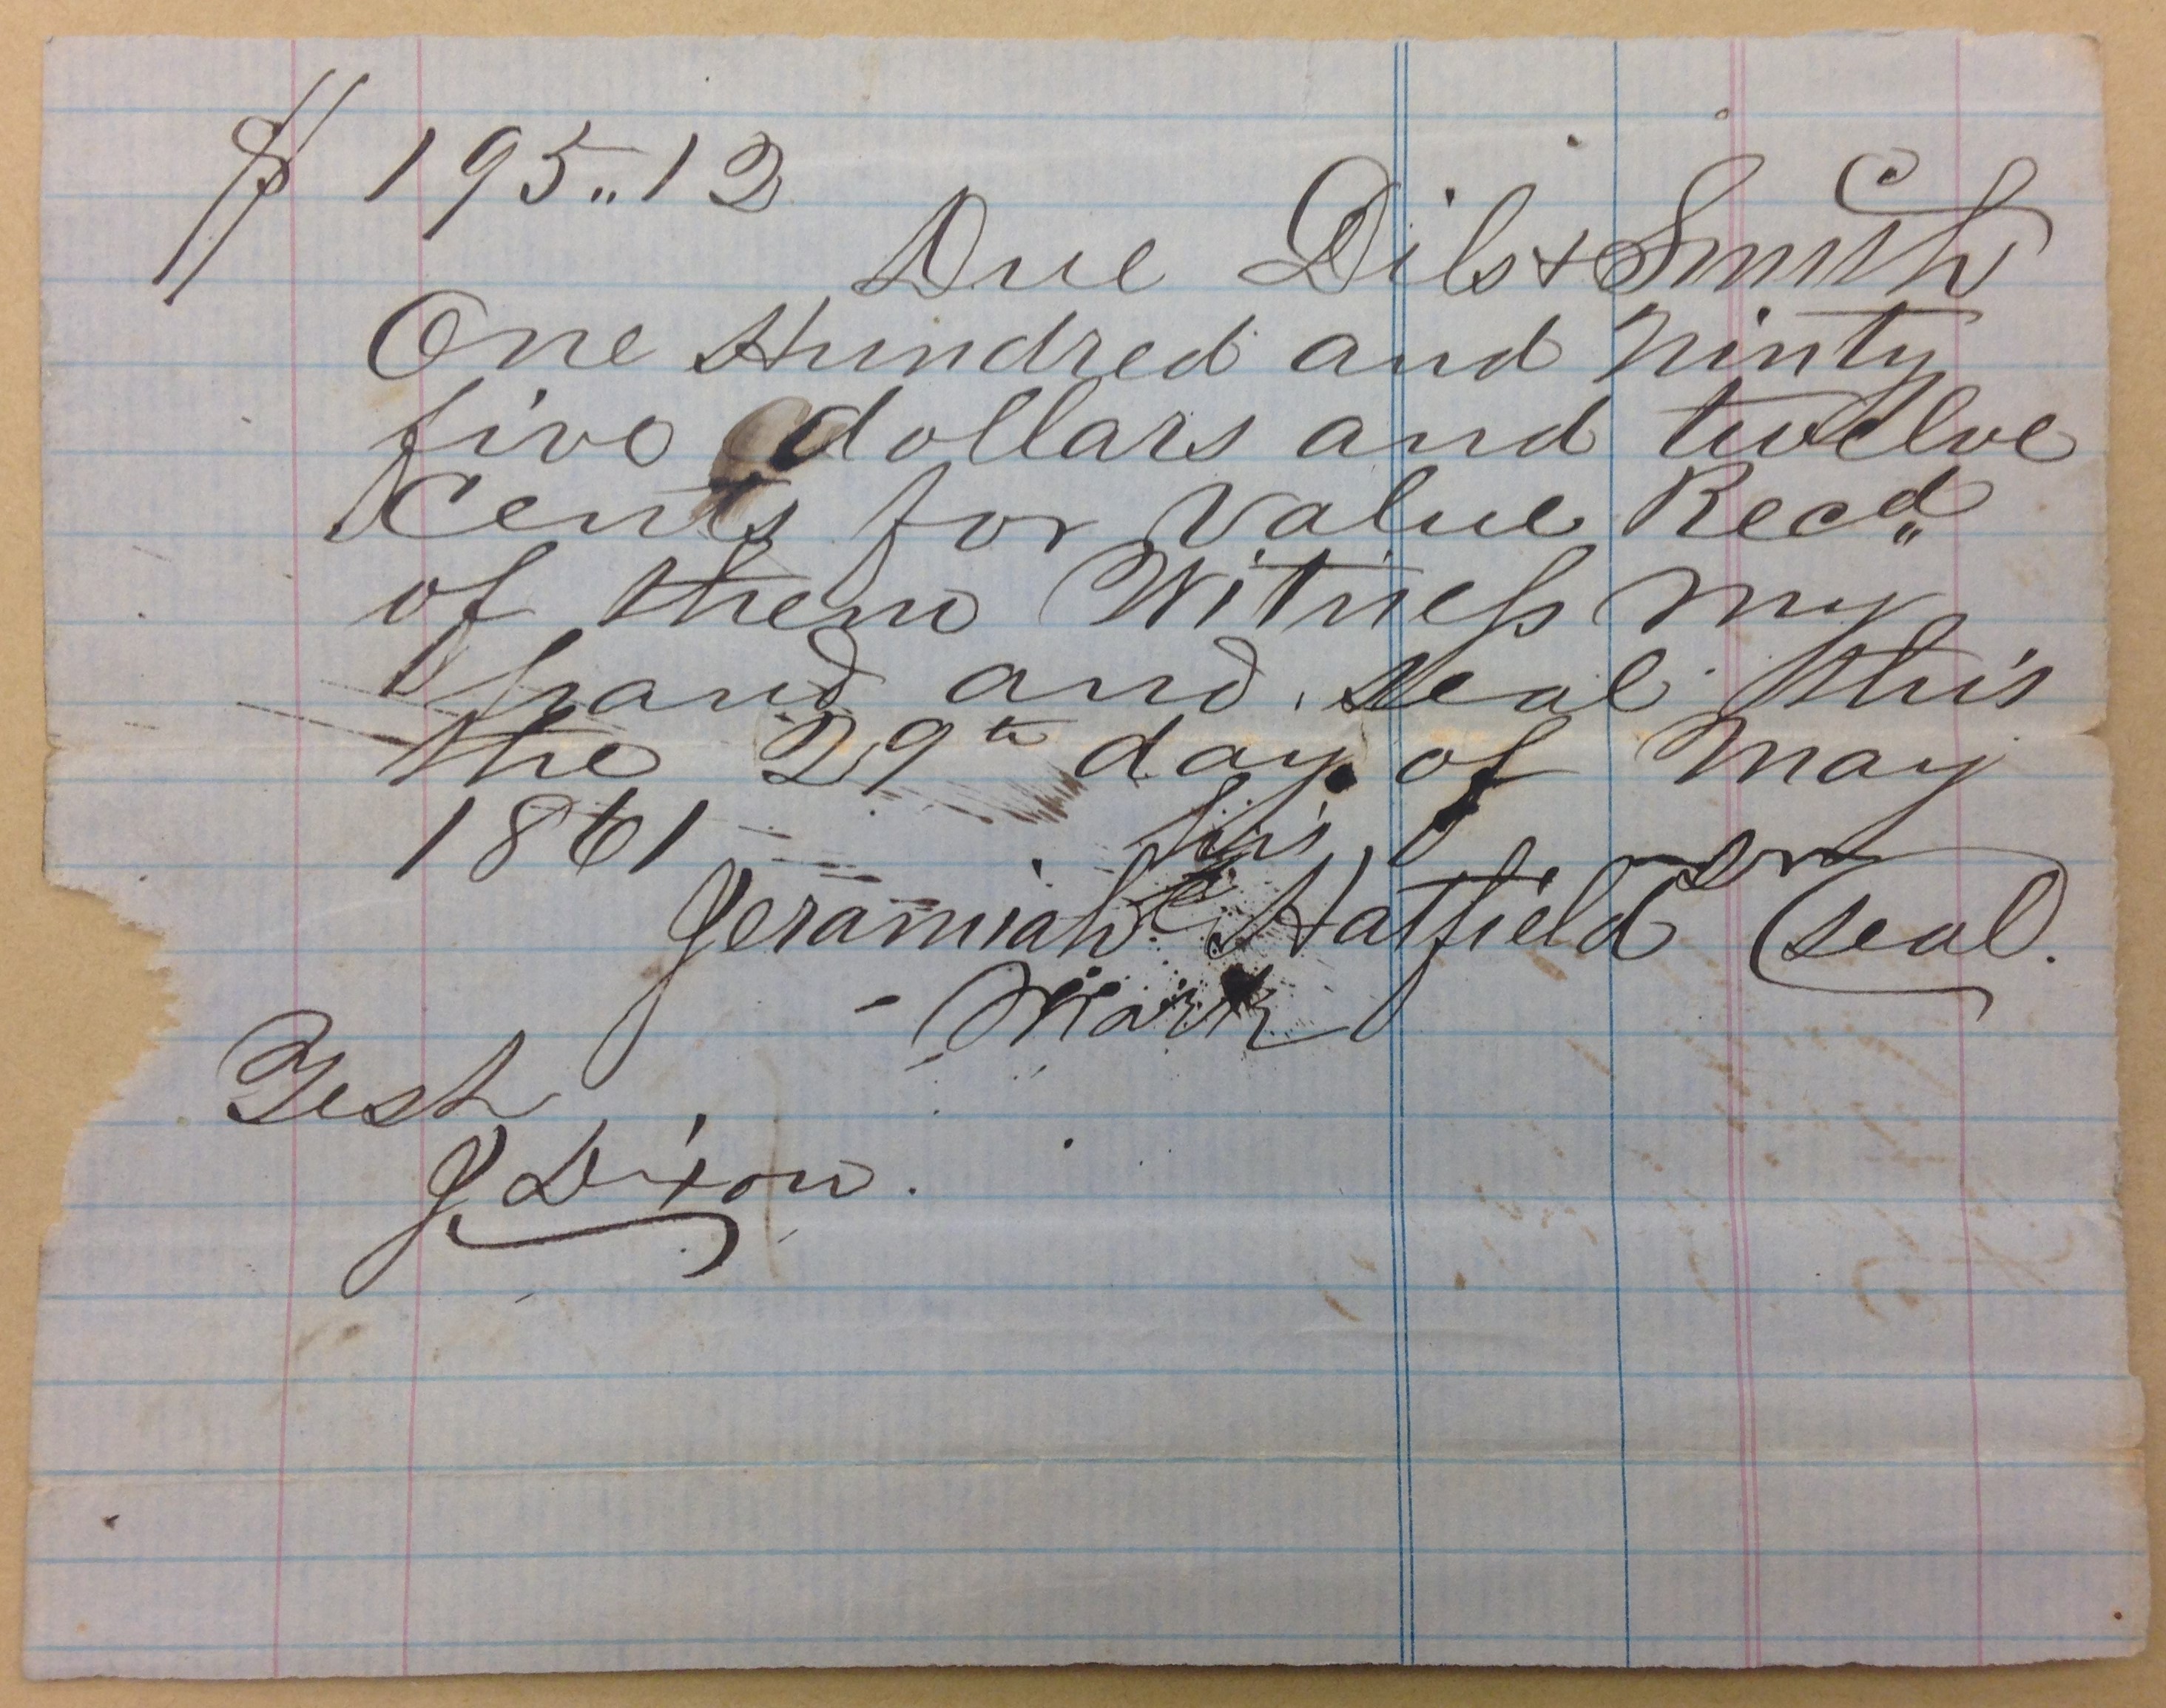 $ 195.12
Due Dils + Smith
One Hundred and Ninty
five dollars and twelve
Cents for Value Recd
of them Witness my
hand and seal this
the 29th day of May
1861
his
Jeramiah Hatfield sr (seal.
Mark
Test
J Dixon.